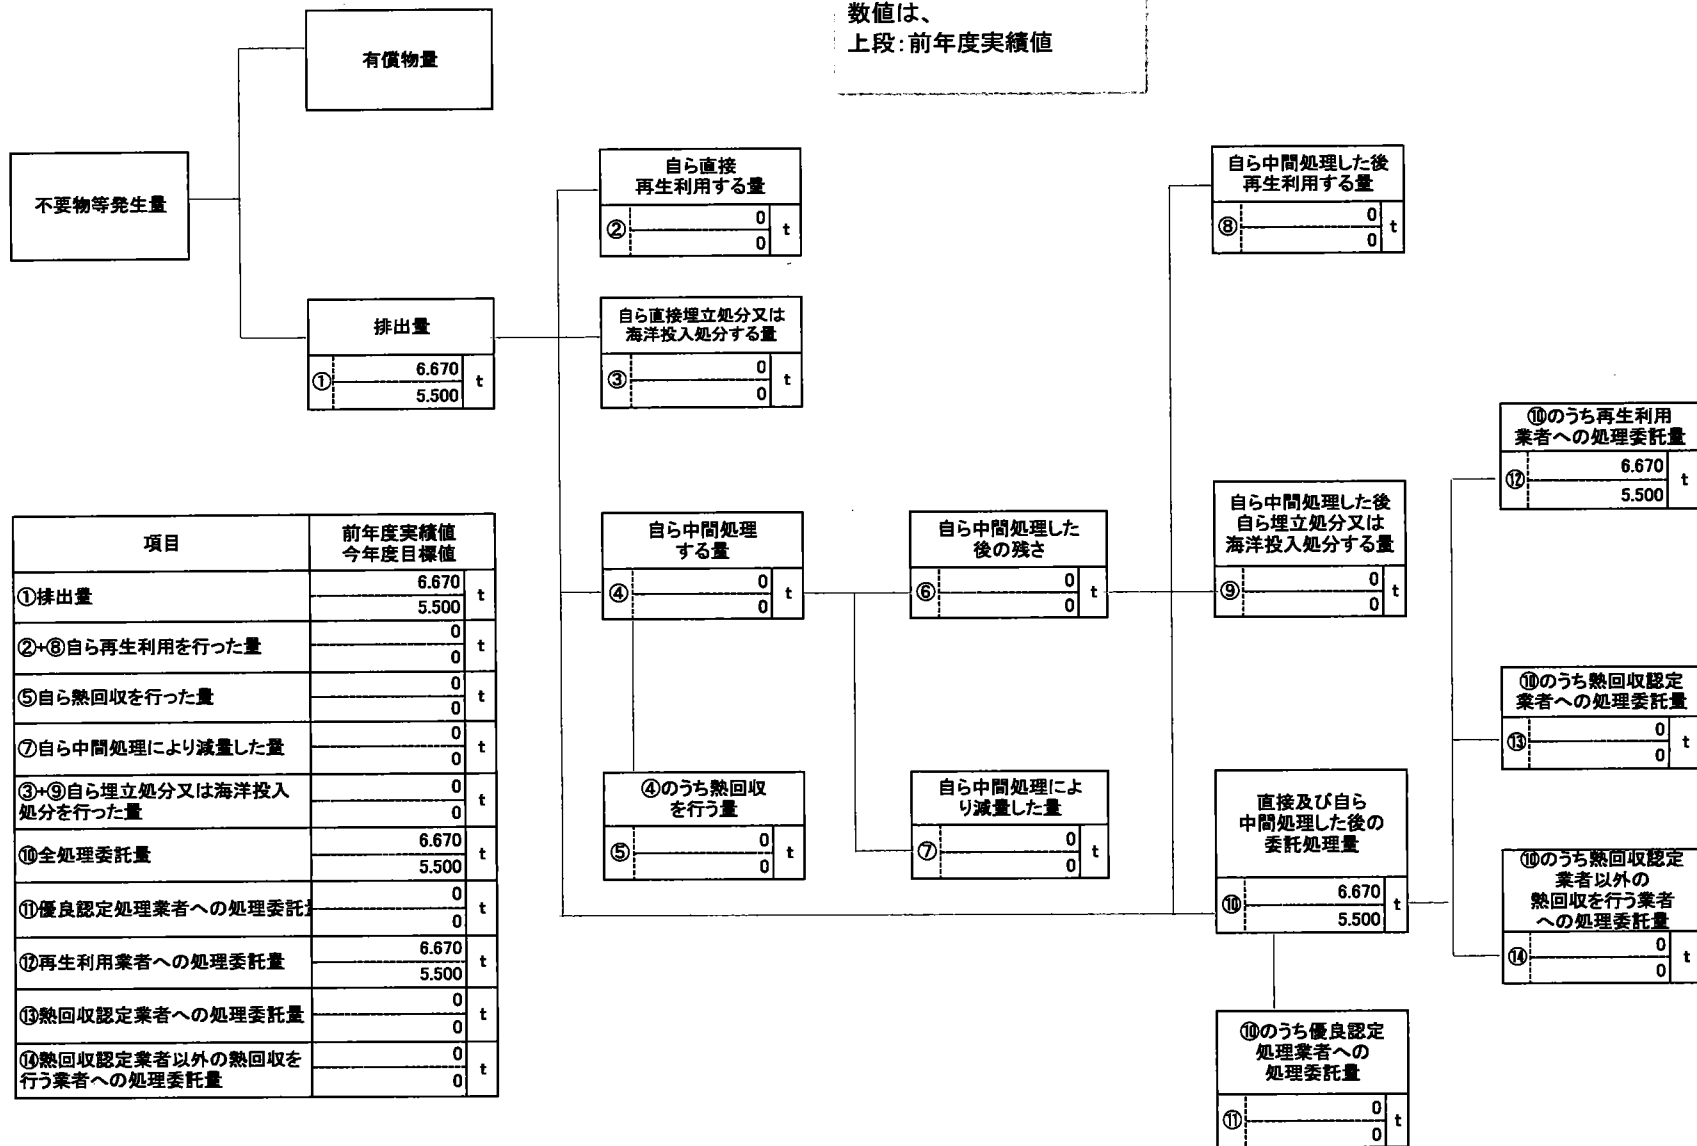 数値は、
上段:前年度実績値
有償物量
不要物等発生量
排出量
① 6.670 t
5.500
自ら直接
再生利用する量
② 0 t
0
自ら直接埋立処分又は
海洋投入処分する量
③ 0 t
0
自ら中間処理
する量
④ 0 t
0
④のうち熱回収
を行う量
⑤ 0 t
0
自ら中間処理した
後の残さ
⑥ 0 t
0
自ら中間処理によ
り減量した量
⑦ 0 t
0
自ら中間処理した後
再生利用する量
⑧ 0 t
0
自ら中間処理した後
自ら埋立処分又は
海洋投入処分する量
⑨ 0 t
0
直接及び自ら
中間処理した後の
委託処理量
⑩ 6.670 t
5.500
⑩のうち優良認定
処理業者への
処理委託量
⑪ 0 t
0
⑩のうち再生利用
業者への処理委託量
⑫ 6.670 t
5.500
⑩のうち熱回収認定
業者への処理委託量
⑬ 0 t
0
⑩のうち熱回収認定
業者以外の
熱回収を行う業者
への処理委託量
⑭ 0 t
0
項目 前年度実績値
今年度目標値
①排出量 6.670 t
5.500
②+⑧自ら再生利用を行った量 0 t
0
⑤自ら熱回収を行った量 0 t
0
⑦自ら中間処理により減量した量 0 t
0
③+⑨自ら埋立処分又は海洋投入
処分を行った量 0 t
0
⑩全処理委託量 6.670 t
5.500
⑪優良認定処理業者への処理委託 0 t
0
⑫再生利用業者への処理委託量 6.670 t
5.500
⑬熱回収認定業者への処理委託量 0 t
0
⑭熱回収認定業者以外の熱回収を
行う業者への処理委託量 0 t
0